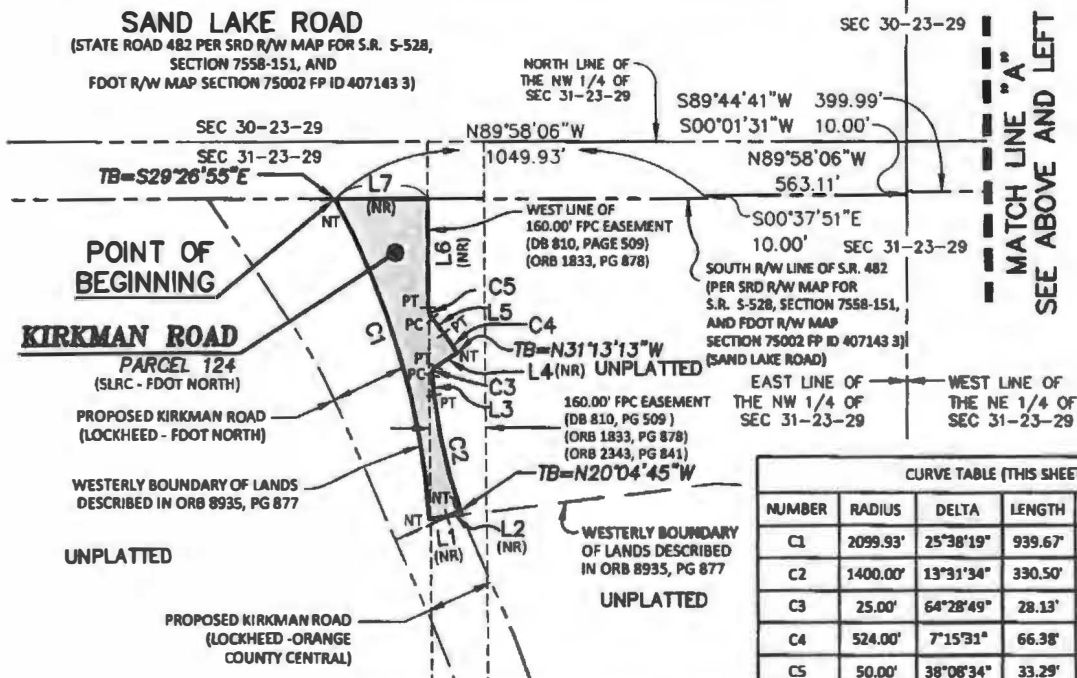 SAND LAKE ROAD
(STATE ROAD 482 PER SRD R/W MAP FOR S.R. S-528,
SECTION 7558-151, AND
FDOT R/W MAP SECTION 75002 FP ID 407143 3)
SEC 30-23-29
NORTH LINE OF
THE NW 1/4 OF
SEC 31-23-29
S89°44'41"W 399.99'
S00°01'31"W 10.00'
MATCH LINE "A"
SEE ABOVE AND LEFT
SEC 30-23-29
SEC 31-23-29
N89°58'06"W
1049.93'
N89°58'06"W
563.11'
TB=S29°26'55"E
L7
(NR)
NT
WEST LINE OF
160.00' FPC EASEMENT
(DB 810, PAGE 509)
(ORB 1833, PG 878)
S00°37'51"E
10.00'
SEC 31-23-29
POINT OF
BEGINNING
L6
(NR)
SOUTH R/W LINE OF S.R. 482
(PER SRD R/W MAP FOR
S.R. S-528, SECTION 7558-151,
AND FDOT R/W MAP
SECTION 75002 FP ID 407143 3)
(SAND LAKE ROAD)
KIRKMAN ROAD
PARCEL 124
(SLRC - FDOT NORTH)
C1
PT
C5
L5
PC
PT
C4
TB=N31°13'13"W
NT
PT
L4(NR)
UNPLATTED
PC
C3
PT
L3
EAST LINE OF
THE NW 1/4 OF
SEC 31-23-29
WEST LINE OF
THE NE 1/4 OF
SEC 31-23-29
PROPOSED KIRKMAN ROAD
(LOCKHEED - FDOT NORTH)
160.00' FPC EASEMENT
(DB 810, PG 509 )
(ORB 1833, PG 878)
(ORB 2343, PG 841)
C2
TB=N20°04'45"W
WESTERLY BOUNDARY OF LANDS
DESCRIBED IN ORB 8935, PG 877
NT
NT
L1
(NR)
L2
(NR)
WESTERLY BOUNDARY
OF LANDS DESCRIBED
IN ORB 8935, PG 877
UNPLATTED
UNPLATTED
PROPOSED KIRKMAN ROAD
(LOCKHEED -ORANGE
COUNTY CENTRAL)
CURVE TABLE (THIS SHEET
NUMBER RADIUS DELTA LENGTH
C1 2099.93' 25°38'19" 939.67'
C2 1400.00' 13°31'34" 330.50'
C3 25.00' 64°28'49" 28.13'
C4 524.00' 7°15'31" 66.38'
C5 50.00' 38°08'34" 33.29'